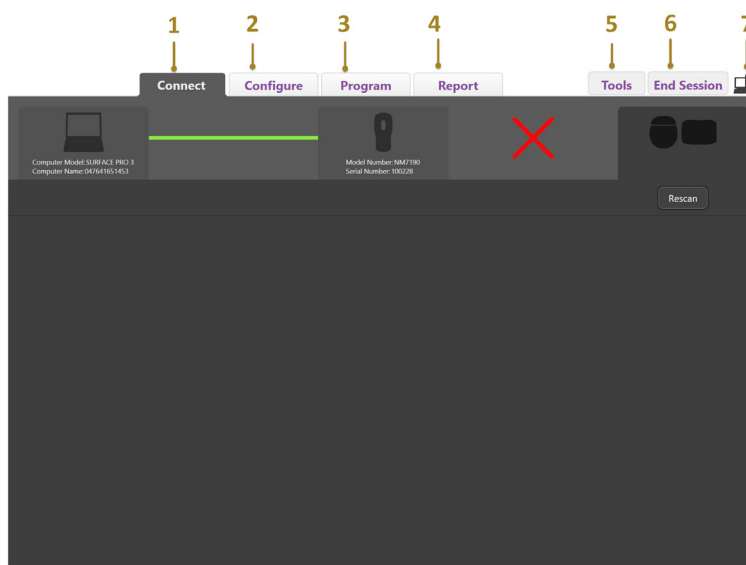 1 2 3 4 5 6 7
Connect Configure Program Report Tools End Session
Computer Model: SURFACE PRO 3
Computer Name: 047641651453
Model Number: NM7190
Serial Number: 100228
Rescan